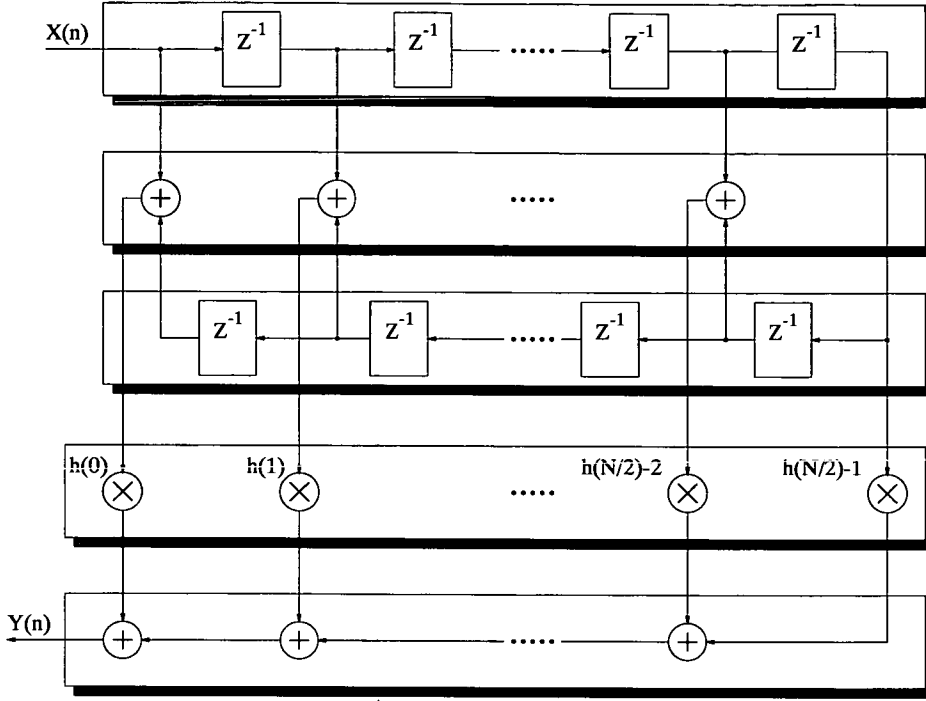 X(n) z⁻¹ z⁻¹ ..... z⁻¹ z⁻¹
+ + ..... +
z⁻¹ z⁻¹ ..... z⁻¹ z⁻¹
h(0) h(1) h(N/2)-2 h(N/2)-1
× × ..... × ×
Y(n) + + ..... +